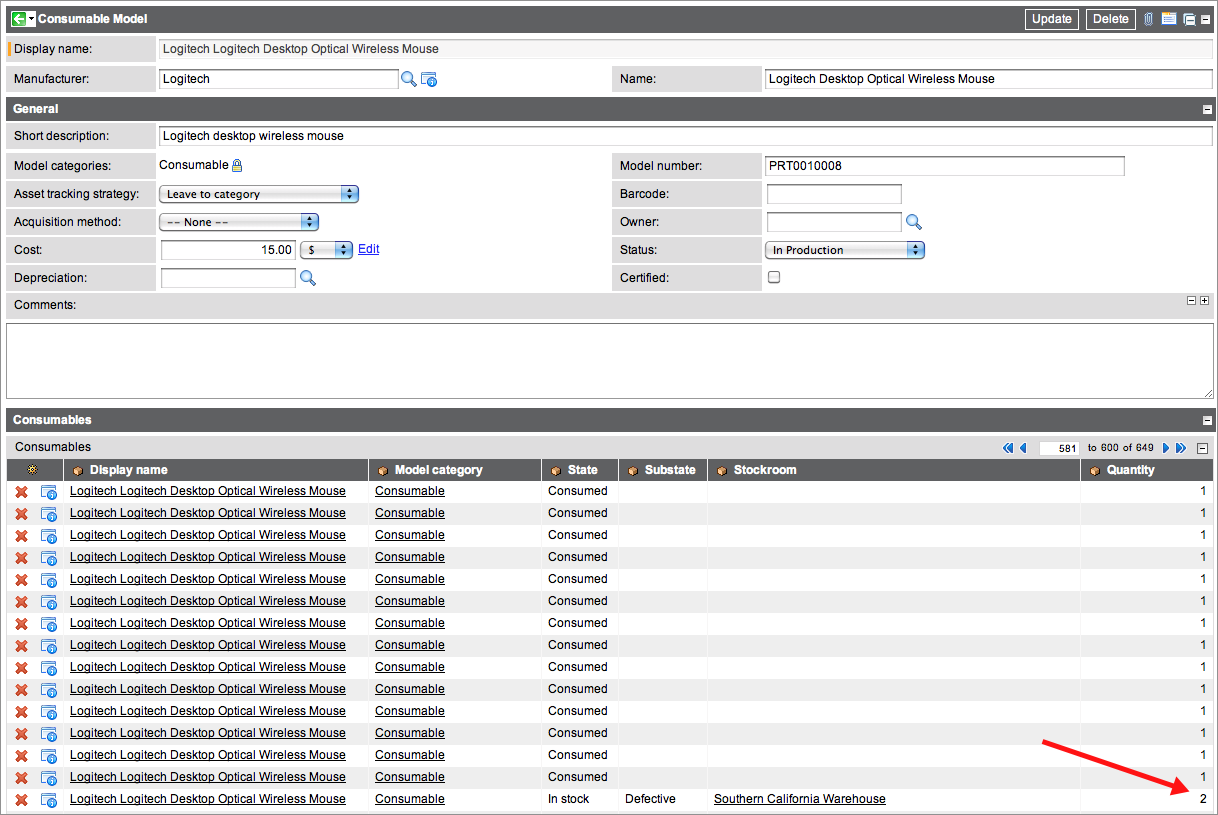 Consumable Model Update Delete
Display name: Logitech Logitech Desktop Optical Wireless Mouse
Manufacturer: Logitech Name: Logitech Desktop Optical Wireless Mouse
General
Short description: Logitech desktop wireless mouse
Model categories: Consumable Model number: PRT0010008
Asset tracking strategy: Leave to category Barcode:
Acquisition method: -- None -- Owner:
Cost: 15.00 $ Edit Status: In Production
Depreciation: Certified:
Comments:
Consumables
Consumables 581 to 600 of 649
Display name Model category State Substate Stockroom Quantity
Logitech Logitech Desktop Optical Wireless Mouse Consumable Consumed 1
Logitech Logitech Desktop Optical Wireless Mouse Consumable Consumed 1
Logitech Logitech Desktop Optical Wireless Mouse Consumable Consumed 1
Logitech Logitech Desktop Optical Wireless Mouse Consumable Consumed 1
Logitech Logitech Desktop Optical Wireless Mouse Consumable Consumed 1
Logitech Logitech Desktop Optical Wireless Mouse Consumable Consumed 1
Logitech Logitech Desktop Optical Wireless Mouse Consumable Consumed 1
Logitech Logitech Desktop Optical Wireless Mouse Consumable Consumed 1
Logitech Logitech Desktop Optical Wireless Mouse Consumable Consumed 1
Logitech Logitech Desktop Optical Wireless Mouse Consumable Consumed 1
Logitech Logitech Desktop Optical Wireless Mouse Consumable Consumed 1
Logitech Logitech Desktop Optical Wireless Mouse Consumable Consumed 1
Logitech Logitech Desktop Optical Wireless Mouse Consumable Consumed 1
Logitech Logitech Desktop Optical Wireless Mouse Consumable Consumed 1
Logitech Logitech Desktop Optical Wireless Mouse Consumable In stock Defective Southern California Warehouse 2